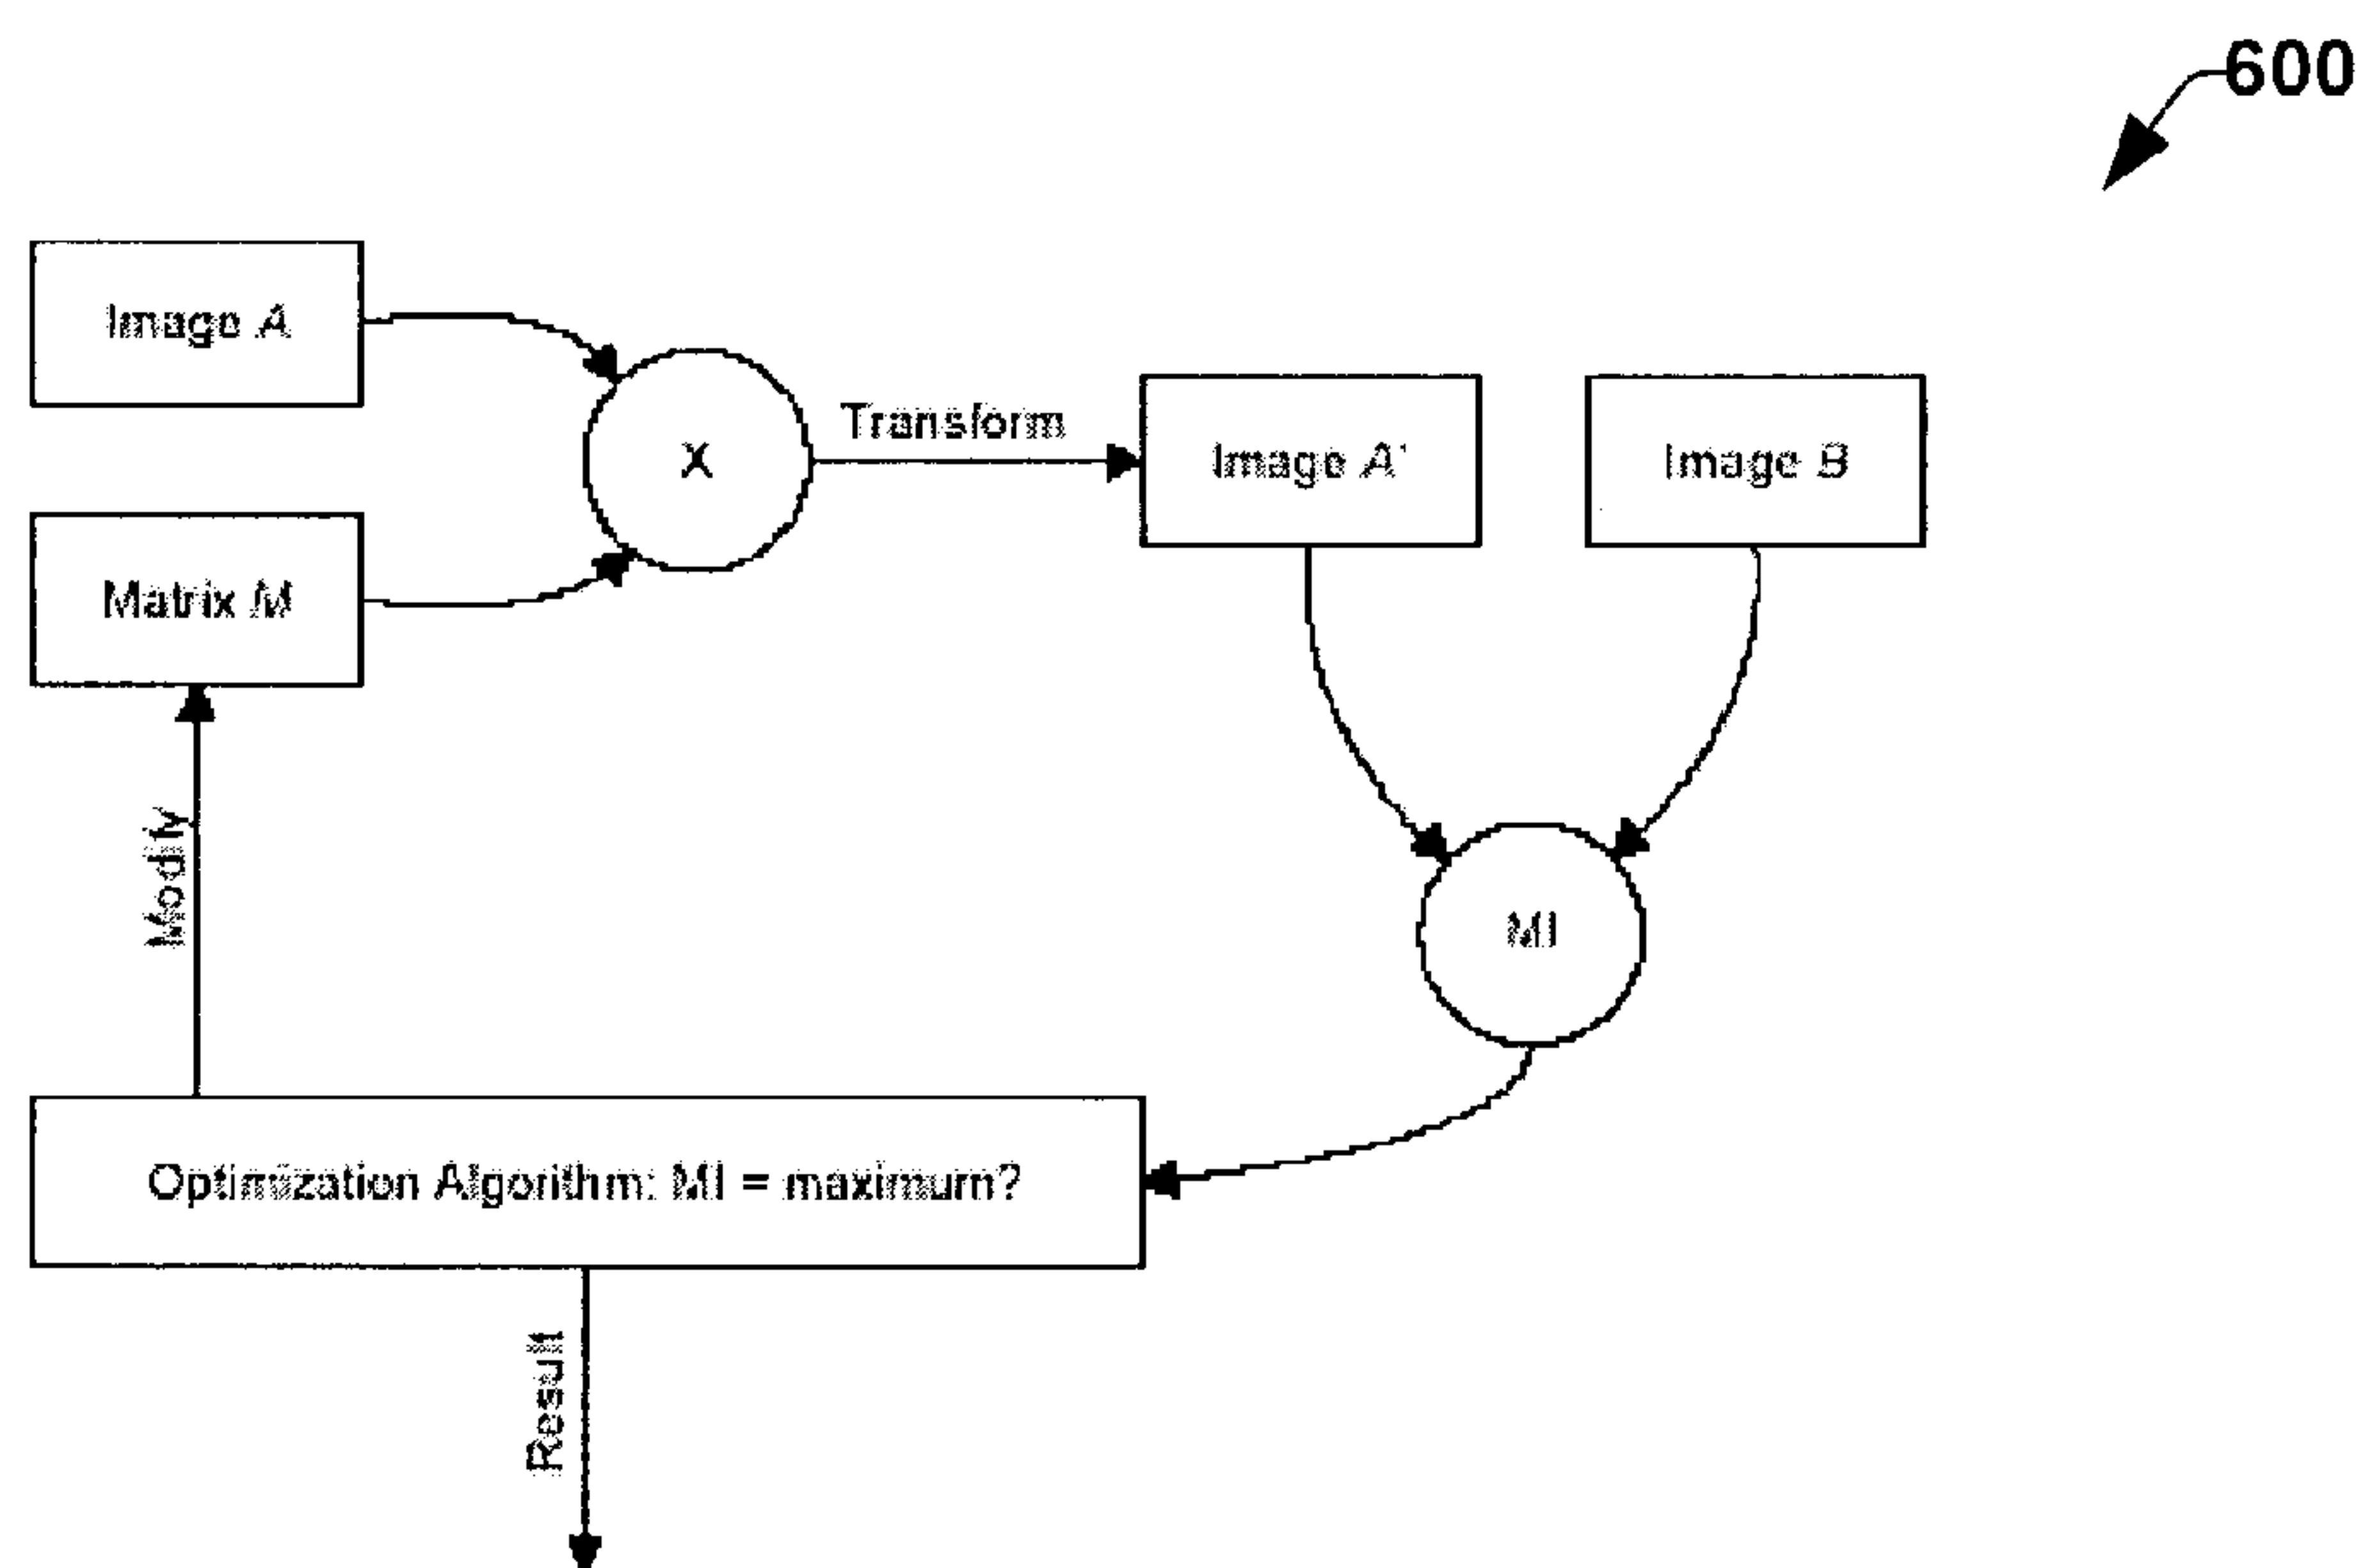 600
Image A
X
Transform
Image A'
Image B
Matrix M
Modify
MI
Optimization Algorithm: MI = maximum?
Result